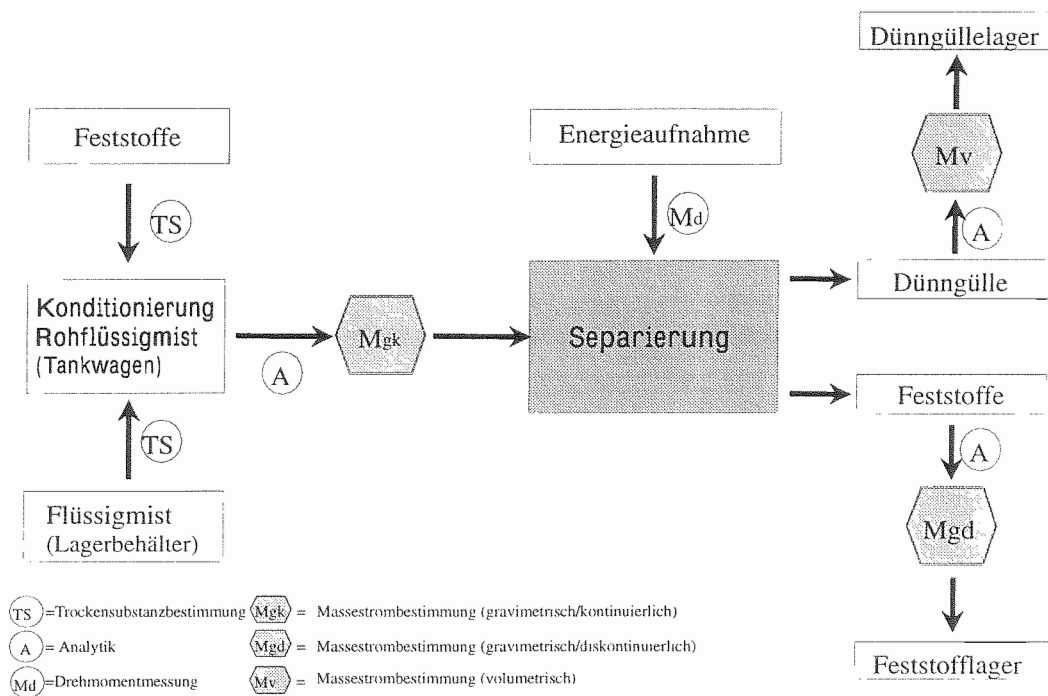 Dünngüllelager
Feststoffe
Energieaufnahme
Mv
TS
Md
A
Konditionierung
Rohflüssigmist
(Tankwagen)
Mgk
A
Separierung
Dünngülle
Feststoffe
TS
A
Flüssigmist
(Lagerbehälter)
Mgd
TS =Trockensubstanzbestimmung
Mgk = Massestrombestimmung (gravimetrisch/kontinuierlich)
A = Analytik
Mgd = Massestrombestimmung (gravimetrisch/diskontinuierlich)
Md =Drehmomentmessung
Mv = Massestrombestimmung (volumetrisch)
Feststofflager